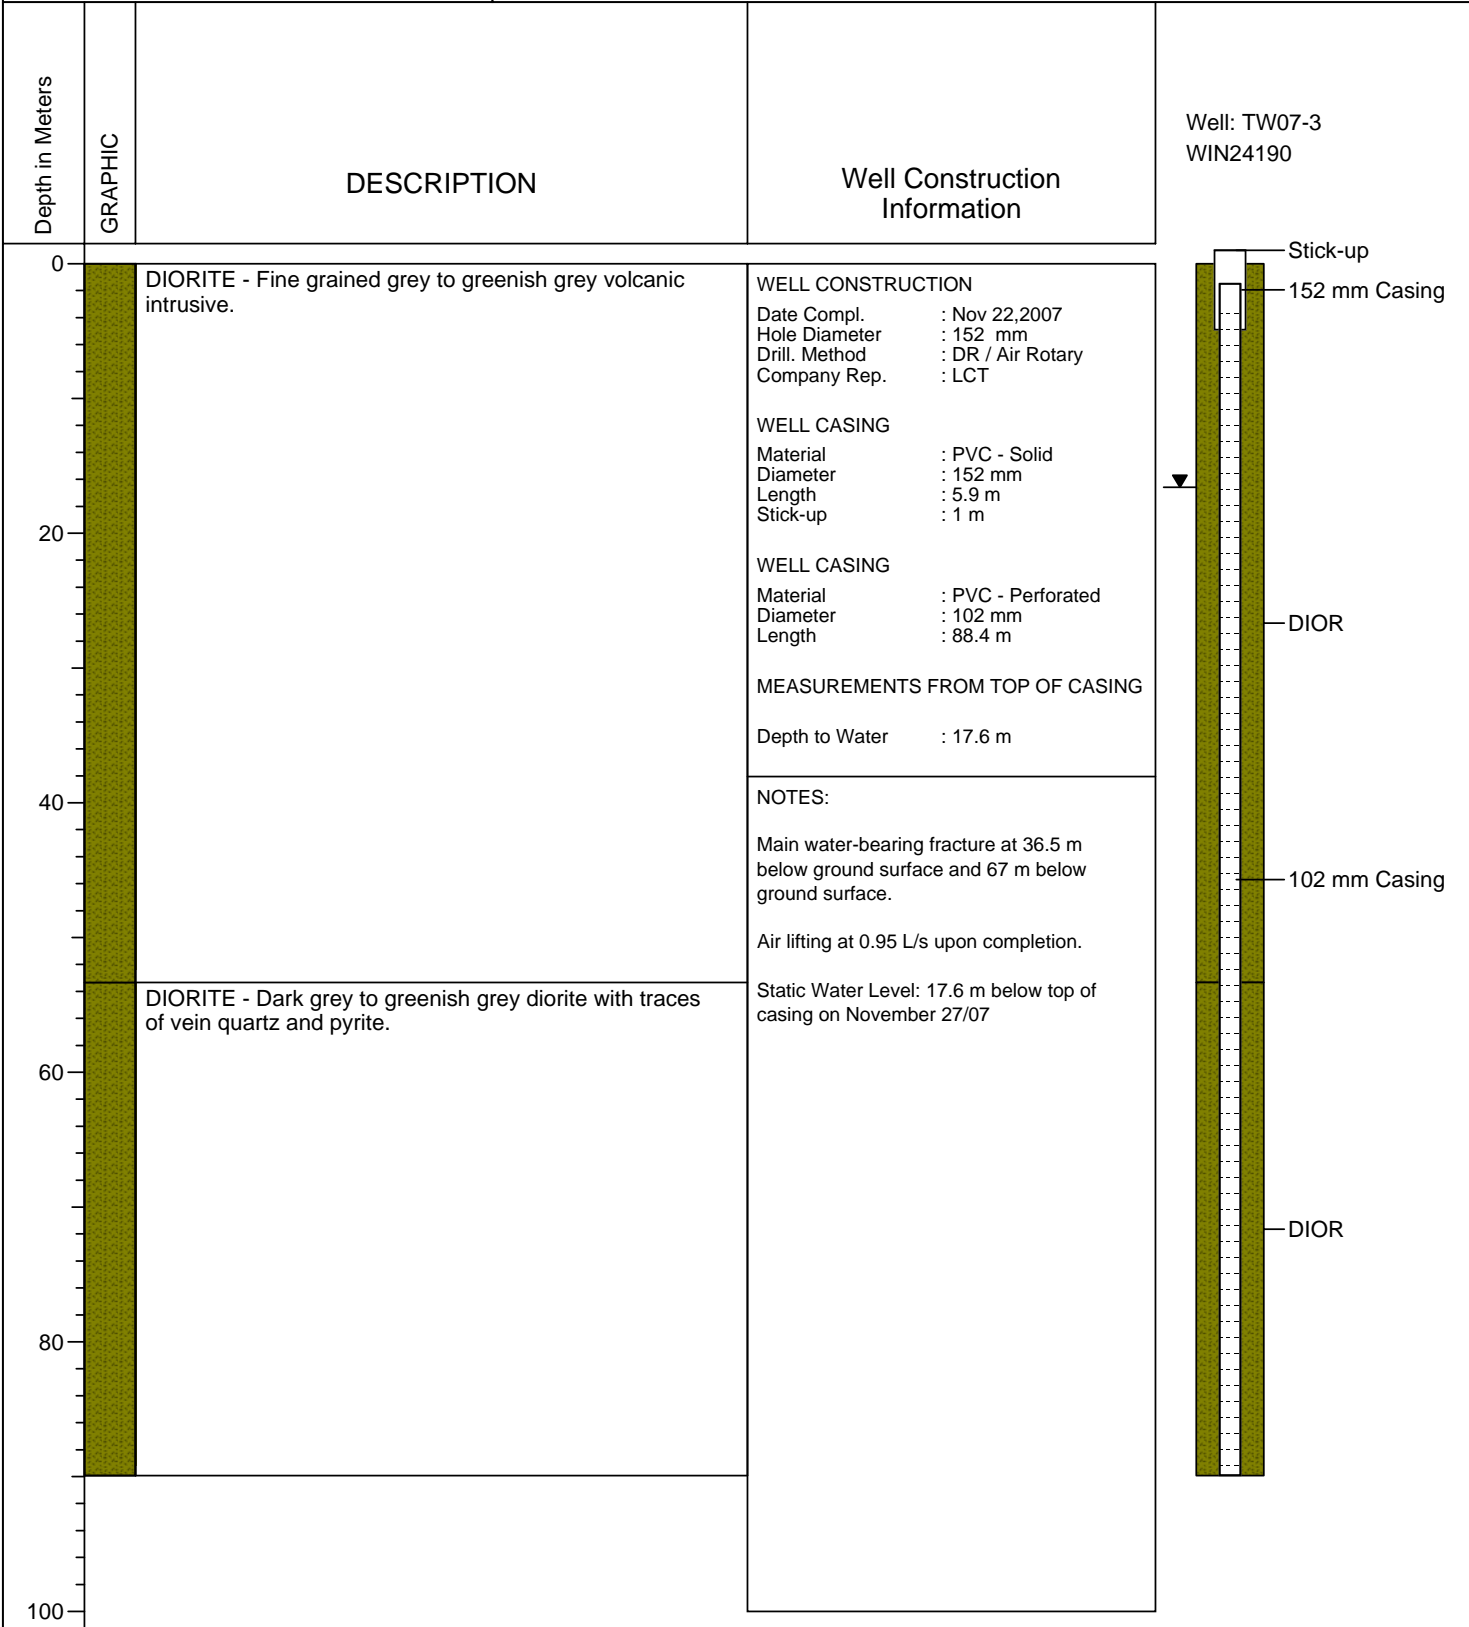 Depth in Meters
GRAPHIC
DESCRIPTION
Well Construction
Information
Well: TW07-3
WIN24190
0
20
40
60
80
100
DIORITE - Fine grained grey to greenish grey volcanic
intrusive.
DIORITE - Dark grey to greenish grey diorite with traces
of vein quartz and pyrite.
WELL CONSTRUCTION
Date Compl. : Nov 22,2007
Hole Diameter : 152 mm
Drill. Method : DR / Air Rotary
Company Rep. : LCT
WELL CASING
Material : PVC - Solid
Diameter : 152 mm
Length : 5.9 m
Stick-up : 1 m
WELL CASING
Material : PVC - Perforated
Diameter : 102 mm
Length : 88.4 m
MEASUREMENTS FROM TOP OF CASING
Depth to Water : 17.6 m
NOTES:
Main water-bearing fracture at 36.5 m
below ground surface and 67 m below
ground surface.
Air lifting at 0.95 L/s upon completion.
Static Water Level: 17.6 m below top of
casing on November 27/07
Stick-up
152 mm Casing
DIOR
102 mm Casing
DIOR